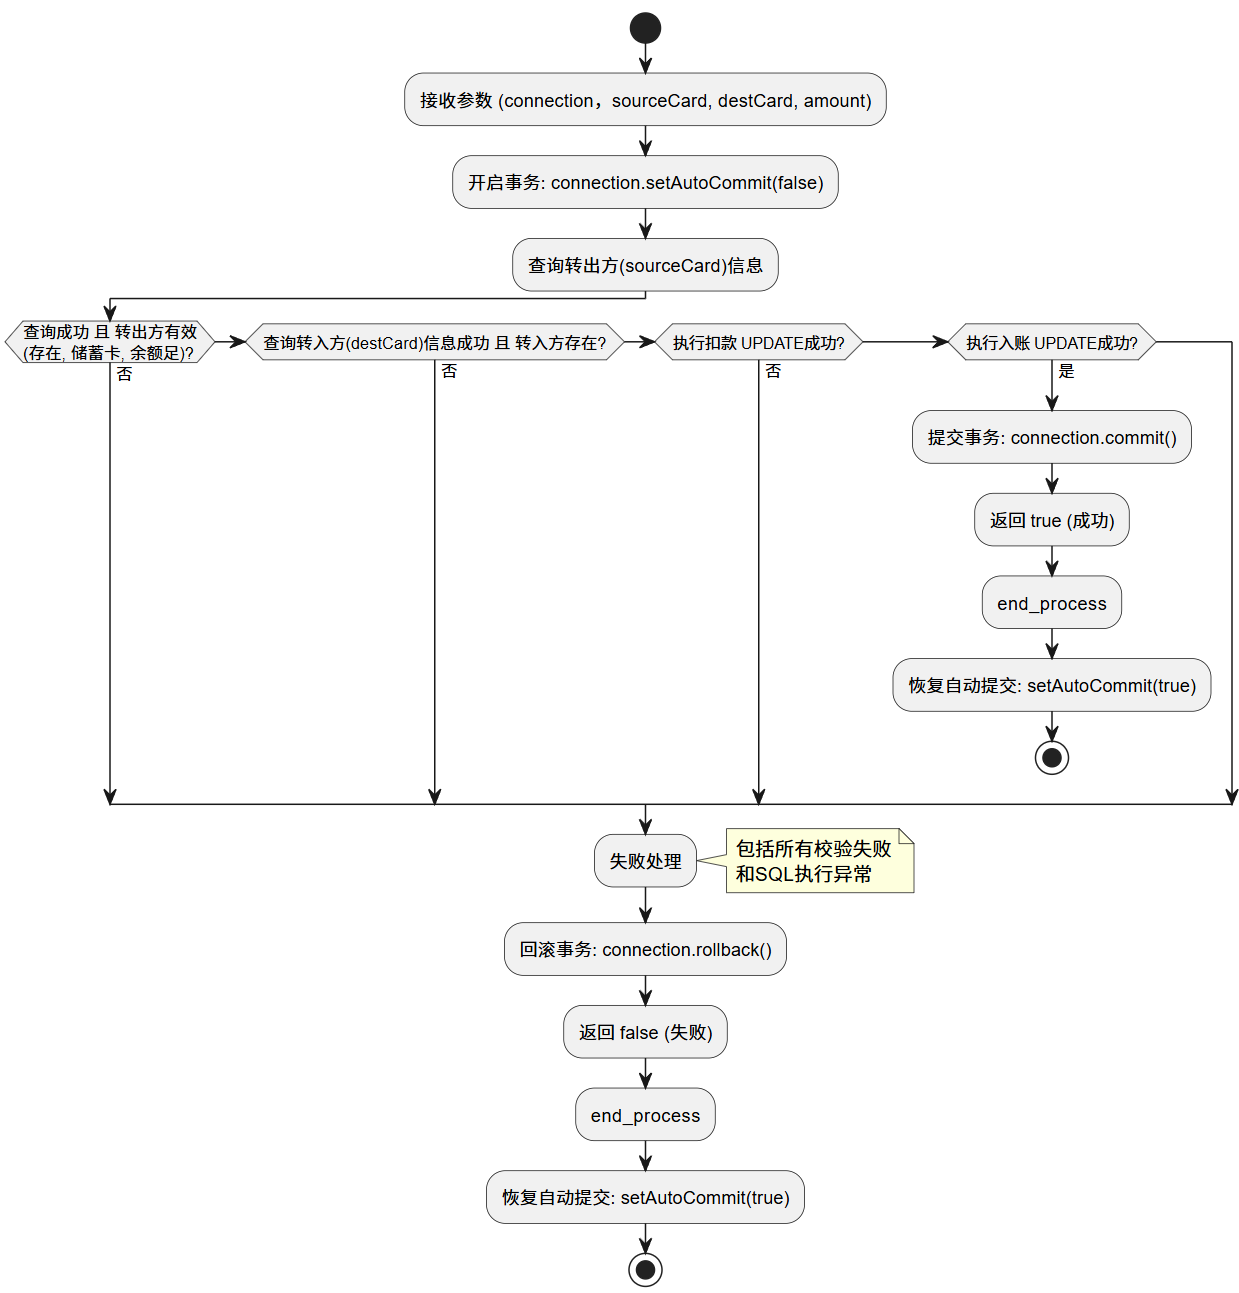 接收参数 (connection，sourceCard, destCard, amount)
开启事务: connection.setAutoCommit(false)
查询转出方(sourceCard)信息
查询成功 且 转出方有效
(存在, 储蓄卡, 余额足)?
否
查询转入方(destCard)信息成功 且 转入方存在?
否
执行扣款 UPDATE成功?
否
执行入账 UPDATE成功?
是
提交事务: connection.commit()
返回 true (成功)
end_process
恢复自动提交: setAutoCommit(true)
失败处理
包括所有校验失败
和SQL执行异常
回滚事务: connection.rollback()
返回 false (失败)
end_process
恢复自动提交: setAutoCommit(true)